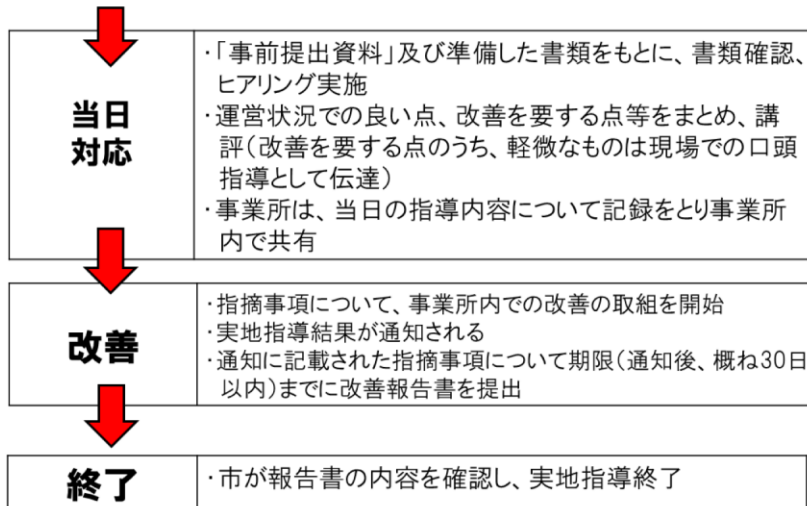 当日
対応
・「事前提出資料」及び準備した書類をもとに、書類確認、
ヒアリング実施
・運営状況での良い点、改善を要する点等をまとめ、講
評(改善を要する点のうち、軽微なものは現場での口頭
指導として伝達)
・事業所は、当日の指導内容について記録をとり事業所
内で共有
改善
・指摘事項について、事業所内での改善の取組を開始
・実地指導結果が通知される
・通知に記載された指摘事項について期限(通知後、概ね30日
以内)までに改善報告書を提出
終了
・市が報告書の内容を確認し、実地指導終了